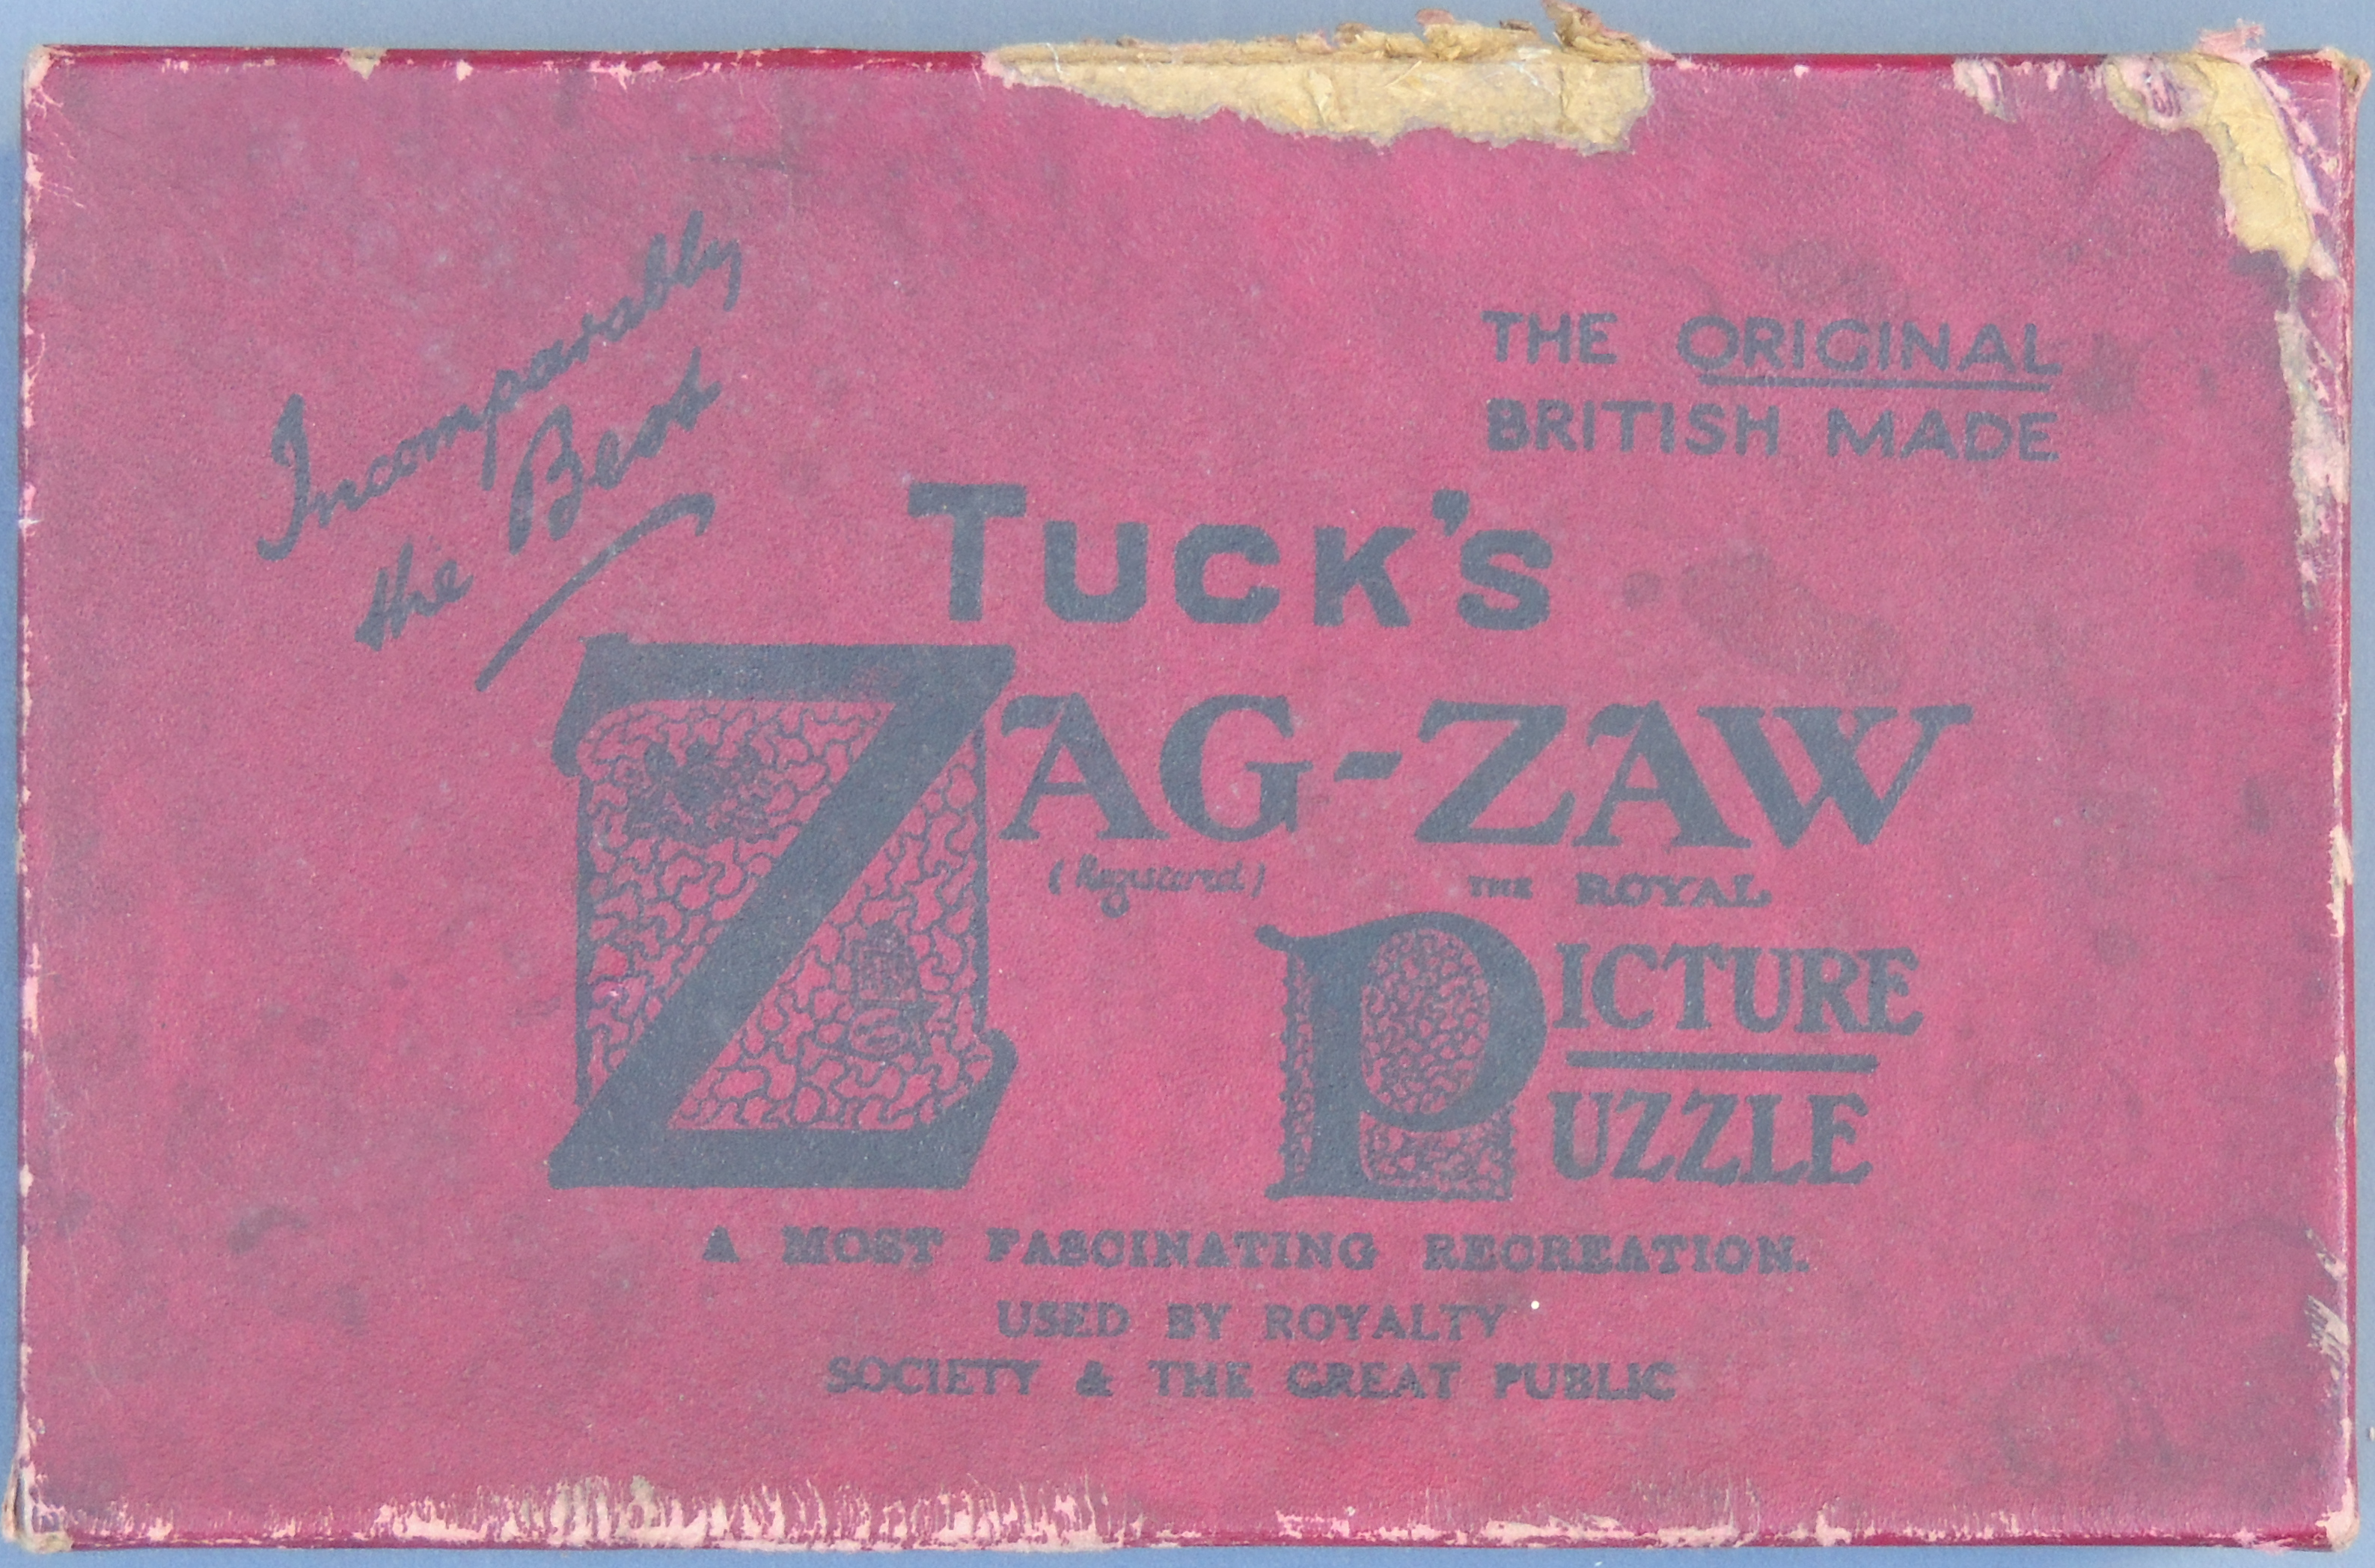 Incomparably
the Best
THE ORIGINAL
BRITISH MADE
TUCK'S
ZAG-ZAW
(Registered)
THE ROYAL
PICTURE
PUZZLE
A MOST FASCINATING RECREATION.
USED BY ROYALTY
SOCIETY & THE GREAT PUBLIC